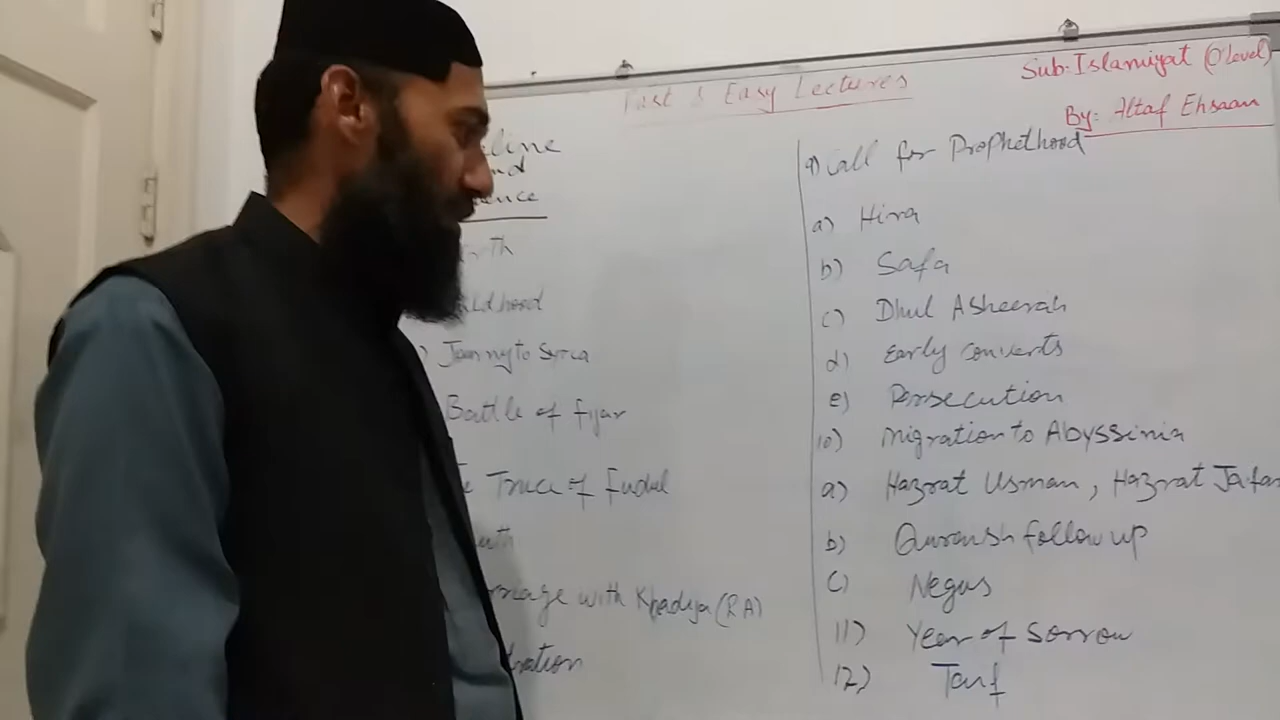 Fast & Easy Lectures
Sub: Islamiyat (O'level)
By: Altaf Ehsaan
Journy to Syria
Battle of Fijar
Truce of Fudul
with Khadija (RA)
9) Call for Prophethood
a) Hira
b) Safa
c) Dhul Asheerah
d) Early converts
e) Persecution
10) Migration to Abyssinia
a) Hazrat Usman, Hazrat Jafar
b) Quraish follow up
c) Negus
11) Year of Sorrow
12) Taif